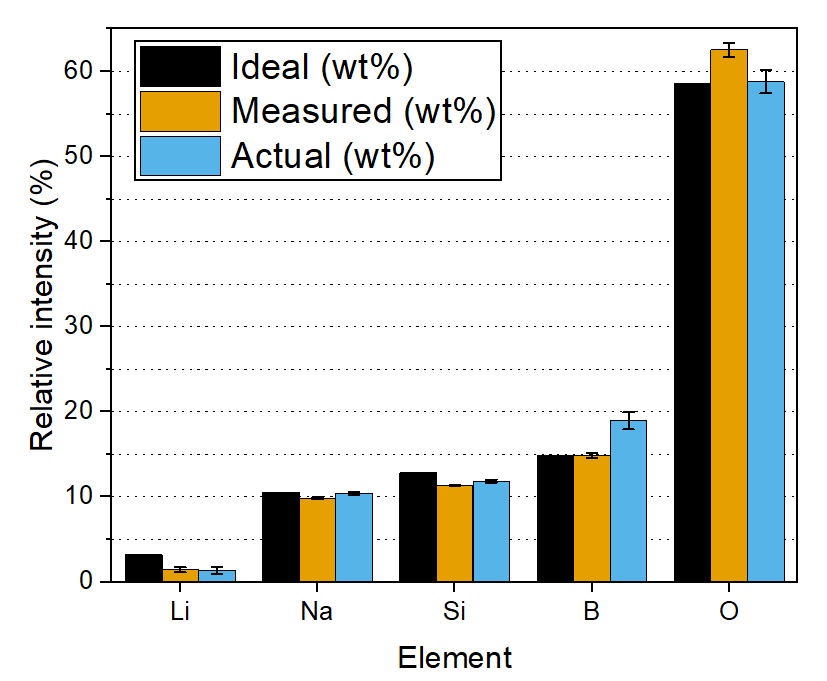 Ideal (wt%)
Measured (wt%)
Actual (wt%)
Relative intensity (%)
60
50
40
30
20
10
0
Li Na Si B O
Element